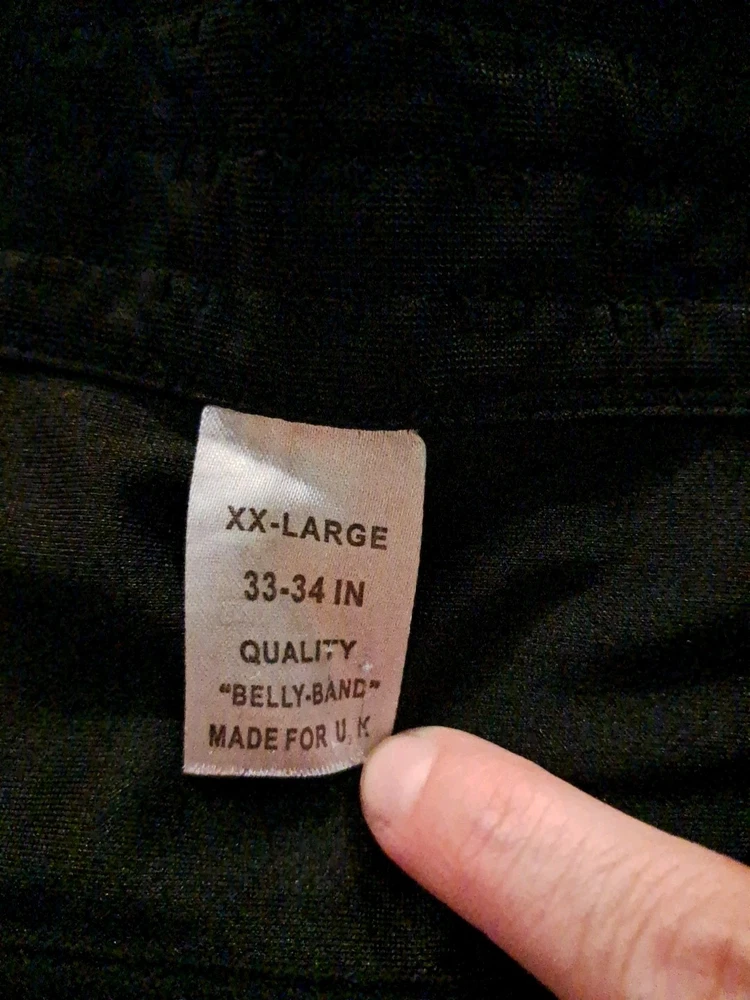 XX-LARGE
33-34 IN
QUALITY
“BELLY-BAND”
MADE FOR U.K